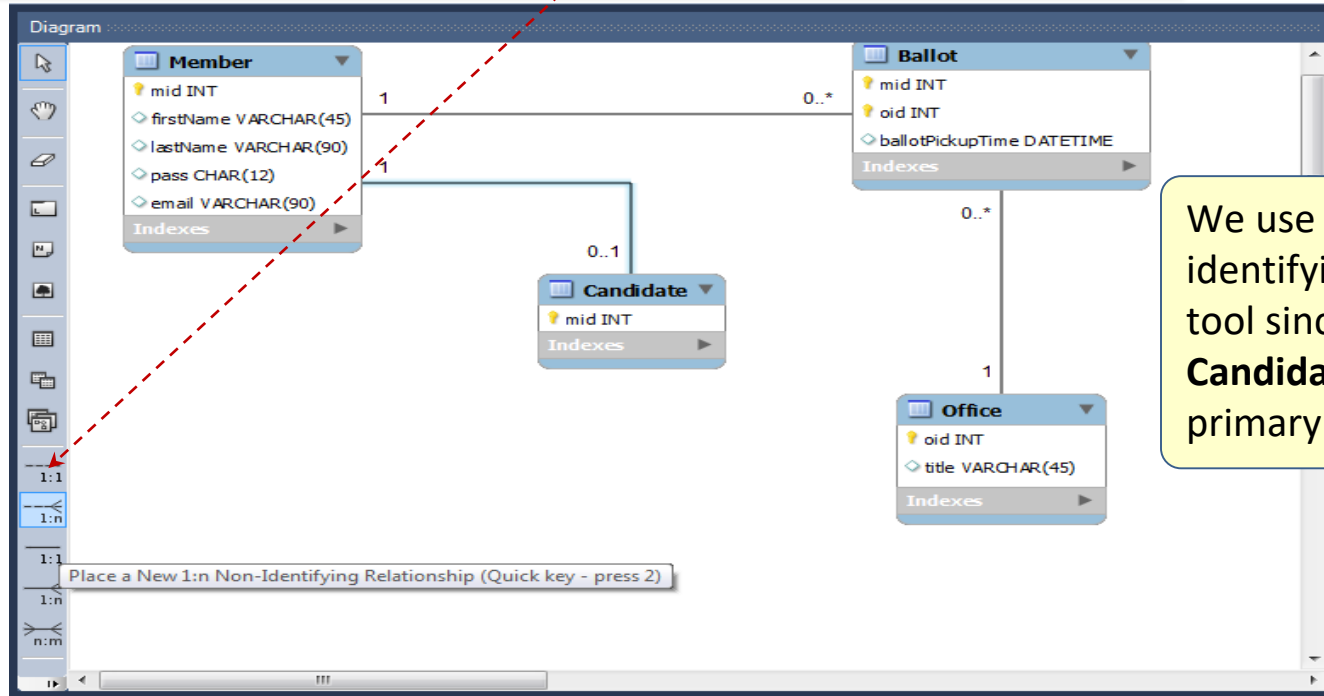 Diagram
Member
mid INT
firstName VARCHAR(45)
lastName VARCHAR(90)
pass CHAR(12)
email VARCHAR(90)
Indexes
1
0..*
1
0..1
Ballot
mid INT
oid INT
ballotPickupTime DATETIME
Indexes
0..*
1
Candidate
mid INT
Indexes
Office
oid INT
title VARCHAR(45)
Indexes
We use
identifyi
tool sinc
Candida
primary
1:1
1:n
1:1
Place a New 1:n Non-Identifying Relationship (Quick key - press 2)
1:n
n:m